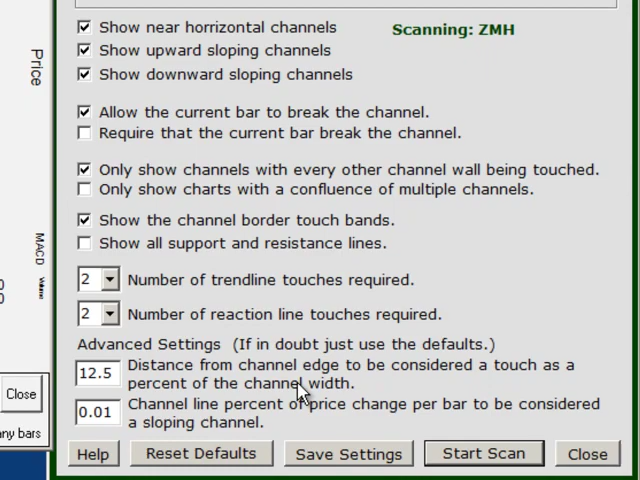 Show near horrizontal channels
Scanning: ZMH
Show upward sloping channels
Show downward sloping channels
Price
Allow the current bar to break the channel.
Require that the current bar break the channel.
Only show channels with every other channel wall being touched.
Only show charts with a confluence of multiple channels.
Show the channel border touch bands.
Show all support and resistance lines.
MACD
Volume
2 Number of trendline touches required.
2 Number of reaction line touches required.
Advanced Settings (If in doubt just use the defaults.)
12.5 Distance from channel edge to be considered a touch as a
percent of the channel width.
Close
0.01 Channel line percent of price change per bar to be considered
a sloping channel.
ny bars
Help
Reset Defaults
Save Settings
Start Scan
Close